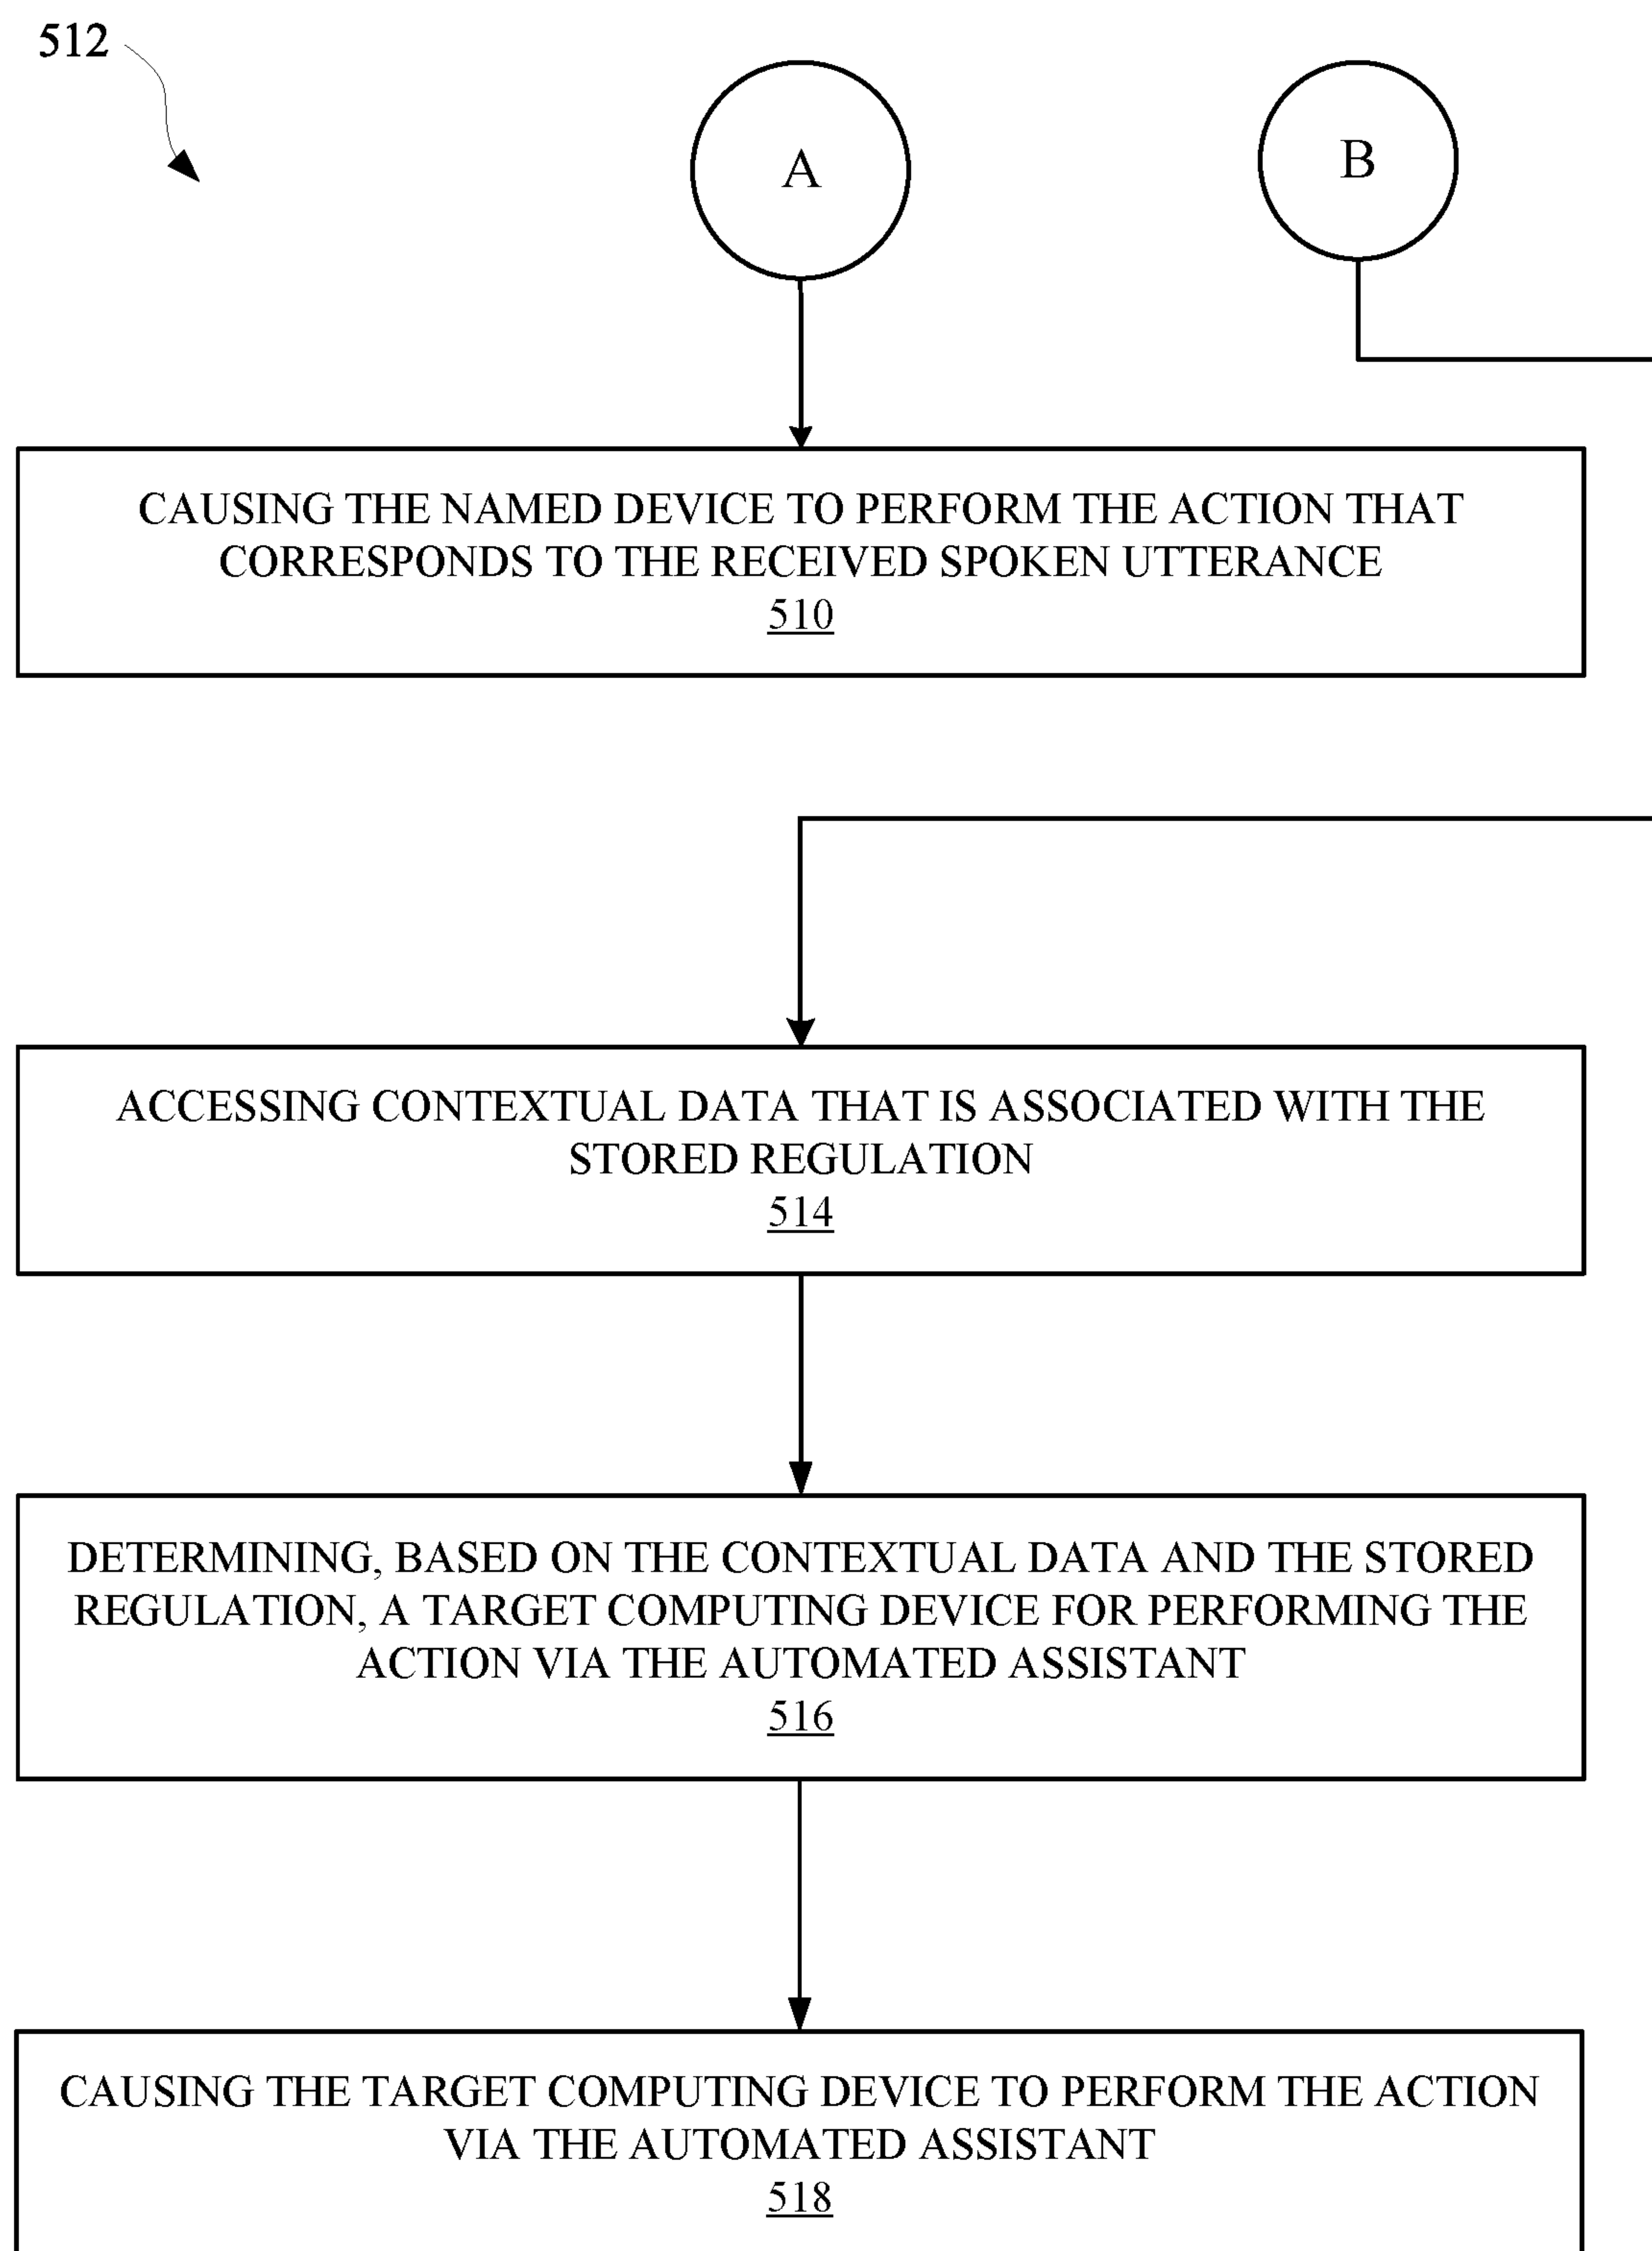 512
A
B
CAUSING THE NAMED DEVICE TO PERFORM THE ACTION THAT
CORRESPONDS TO THE RECEIVED SPOKEN UTTERANCE
510
ACCESSING CONTEXTUAL DATA THAT IS ASSOCIATED WITH THE
STORED REGULATION
514
DETERMINING, BASED ON THE CONTEXTUAL DATA AND THE STORED
REGULATION, A TARGET COMPUTING DEVICE FOR PERFORMING THE
ACTION VIA THE AUTOMATED ASSISTANT
516
CAUSING THE TARGET COMPUTING DEVICE TO PERFORM THE ACTION
VIA THE AUTOMATED ASSISTANT
518